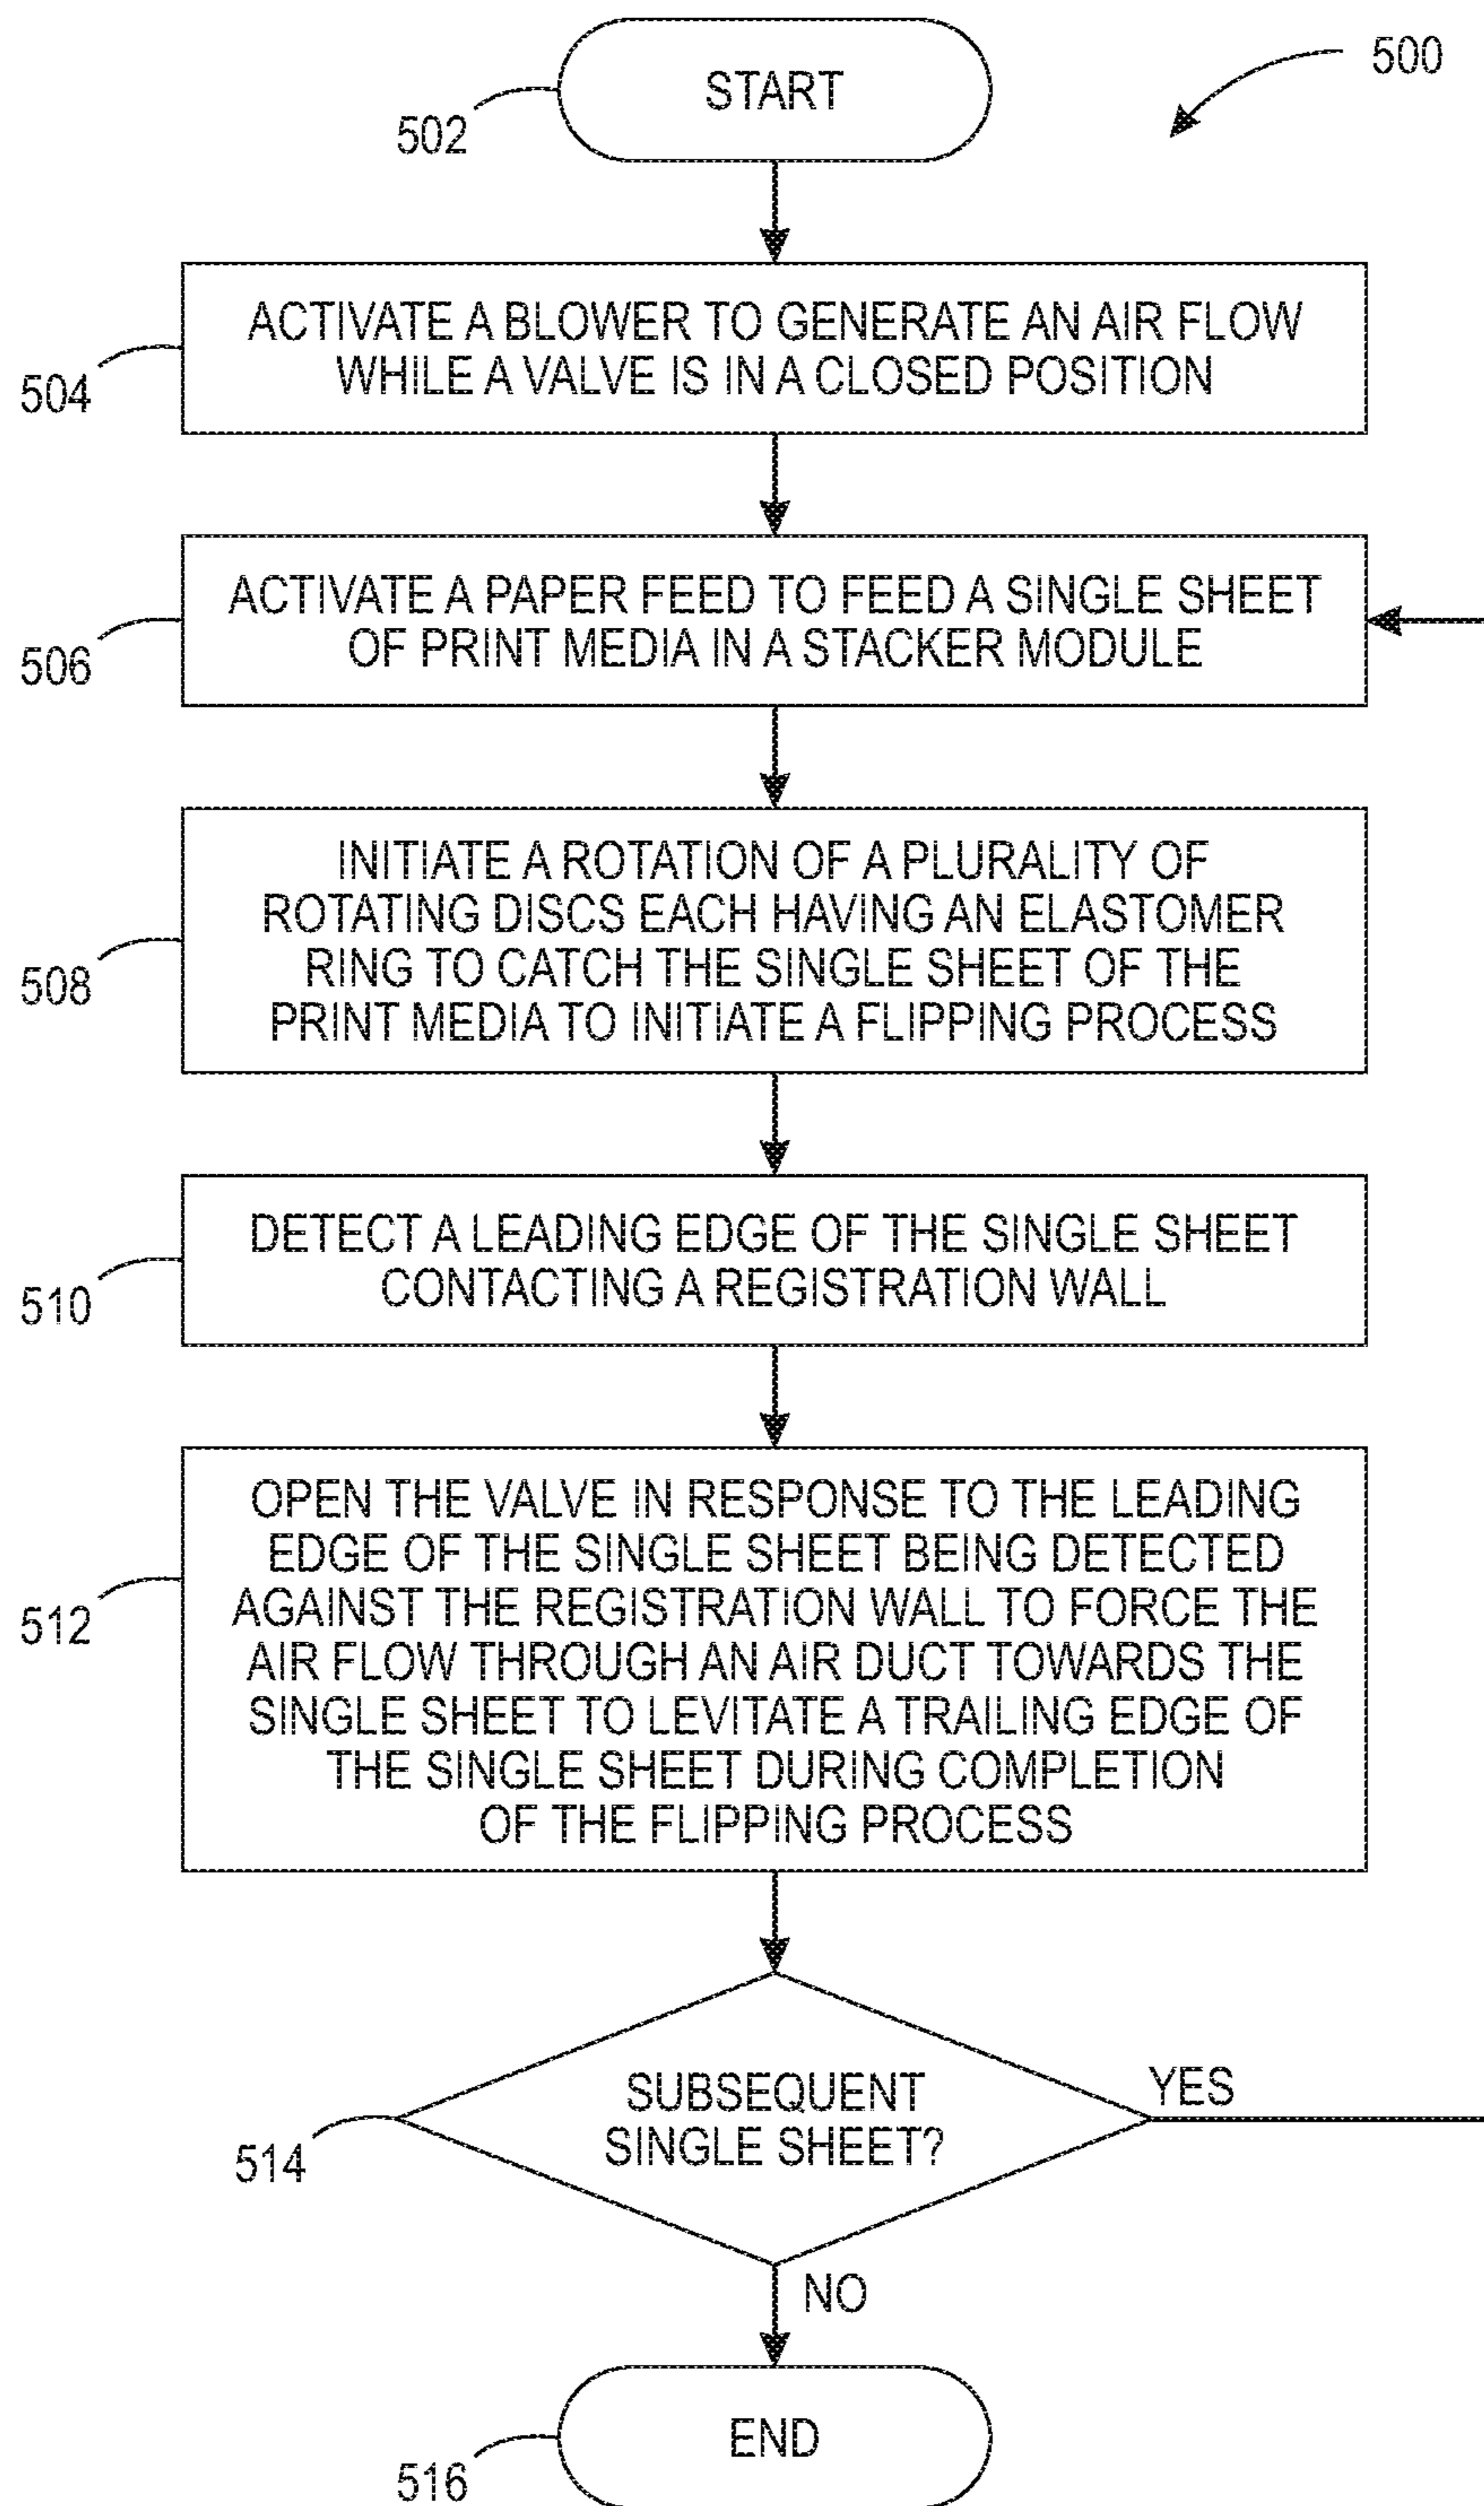 START
500
502
ACTIVATE A BLOWER TO GENERATE AN AIR FLOW
WHILE A VALVE IS IN A CLOSED POSITION
504
ACTIVATE A PAPER FEED TO FEED A SINGLE SHEET
OF PRINT MEDIA IN A STACKER MODULE
506
INITIATE A ROTATION OF A PLURALITY OF
ROTATING DISCS EACH HAVING AN ELASTOMER
RING TO CATCH THE SINGLE SHEET OF THE
PRINT MEDIA TO INITIATE A FLIPPING PROCESS
508
DETECT A LEADING EDGE OF THE SINGLE SHEET
CONTACTING A REGISTRATION WALL
510
OPEN THE VALVE IN RESPONSE TO THE LEADING
EDGE OF THE SINGLE SHEET BEING DETECTED
AGAINST THE REGISTRATION WALL TO FORCE THE
AIR FLOW THROUGH AN AIR DUCT TOWARDS THE
SINGLE SHEET TO LEVITATE A TRAILING EDGE OF
THE SINGLE SHEET DURING COMPLETION
OF THE FLIPPING PROCESS
512
SUBSEQUENT
SINGLE SHEET?
YES
514
NO
END
516